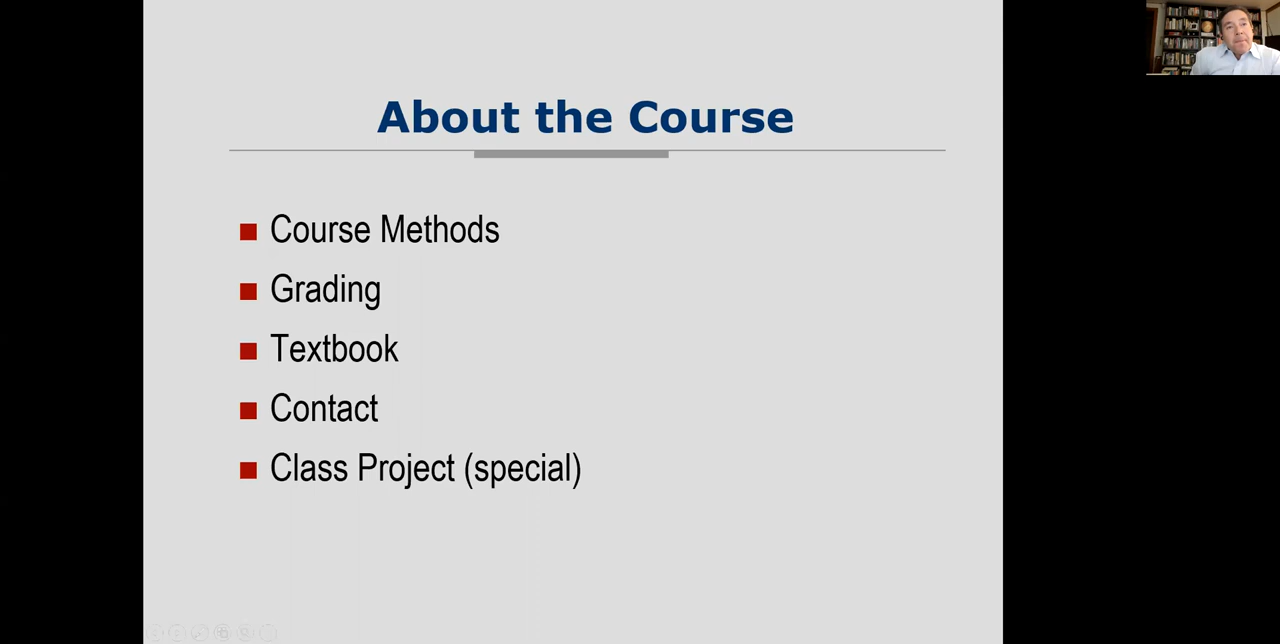 About the Course
Course Methods
Grading
Textbook
Contact
Class Project (special)